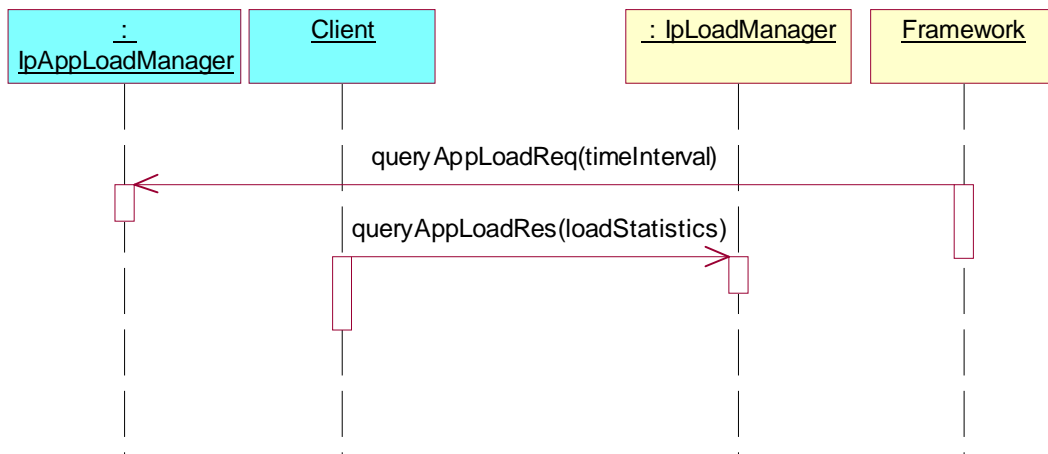 :
IpAppLoadManager
Client
: IpLoadManager
Framework
queryAppLoadReq(timeInterval)
queryAppLoadRes(loadStatistics)